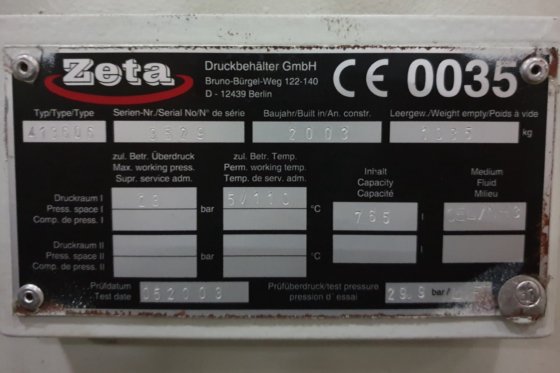 Zeta
Druckbehälter GmbH
Bruno-Bürgel-Weg 122-140
D - 12439 Berlin
CE 0035
Typ/Type/Type
Serien-Nr./Serial No/N° de série
Baujahr/Built in/An. constr.
Leergew./Weight empty/Poids à vide
2003
kg
zul. Betr. Überdruck
Max. working press.
Supr. service adm.
zul. Betr. Temp.
Perm. working temp.
Temp. de serv. adm.
Inhalt
Capacity
Capacité
Medium
Fluid
Milieu
Druckraum I
Press. space I
Comp. de press. I
23 bar
°C
765 l
Druckraum II
Press. space II
Comp. de press. II
bar
°C
l
Prüfdatum
Test date
Prüfüberdruck/test pressure
pression d' essai
bar/